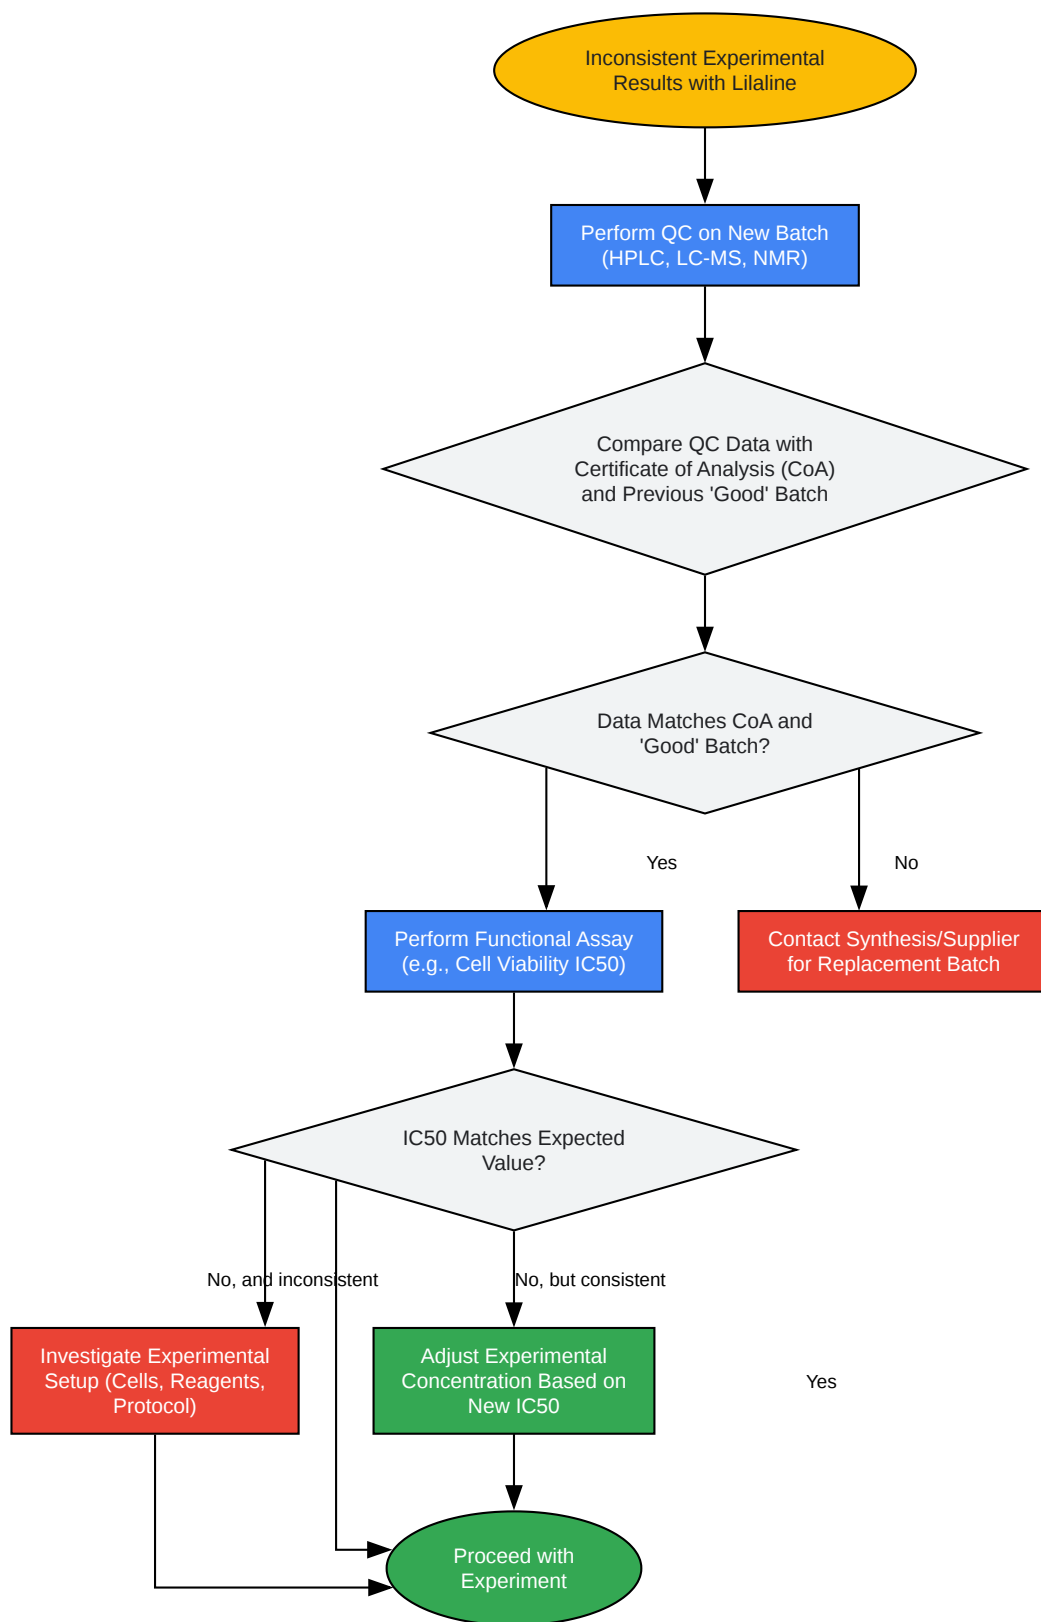 Inconsistent Experimental
Results with Lilaline
Perform QC on New Batch
(HPLC, LC-MS, NMR)
Compare QC Data with
Certificate of Analysis (CoA)
and Previous 'Good' Batch
Data Matches CoA and
'Good' Batch?
Yes
No
Perform Functional Assay
(e.g., Cell Viability IC50)
Contact Synthesis/Supplier
for Replacement Batch
IC50 Matches Expected
Value?
No, and inconsistent
No, but consistent
Investigate Experimental
Setup (Cells, Reagents,
Protocol)
Adjust Experimental
Concentration Based on
New IC50
Yes
Proceed with
Experiment